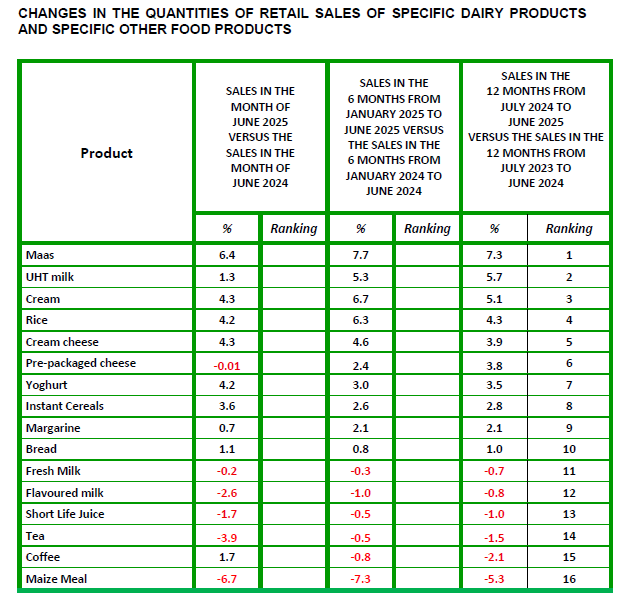 CHANGES IN THE QUANTITIES OF RETAIL SALES OF SPECIFIC DAIRY PRODUCTS
AND SPECIFIC OTHER FOOD PRODUCTS
Product
SALES IN THE
MONTH OF
JUNE 2025
VERSUS THE
SALES IN THE
MONTH OF
JUNE 2024
SALES IN THE
6 MONTHS FROM
JANUARY 2025 TO
JUNE 2025 VERSUS
THE SALES IN THE
6 MONTHS FROM
JANUARY 2024 TO
JUNE 2024
SALES IN THE
12 MONTHS FROM
JULY 2024 TO
JUNE 2025
VERSUS THE SALES IN THE
12 MONTHS FROM
JULY 2023 TO
JUNE 2024
% Ranking % Ranking % Ranking
Maas 6.4 7.7 7.3 1
UHT milk 1.3 5.3 5.7 2
Cream 4.3 6.7 5.1 3
Rice 4.2 6.3 4.3 4
Cream cheese 4.3 4.6 3.9 5
Pre-packaged cheese -0.01 2.4 3.8 6
Yoghurt 4.2 3.0 3.5 7
Instant Cereals 3.6 2.6 2.8 8
Margarine 0.7 2.1 2.1 9
Bread 1.1 0.8 1.0 10
Fresh Milk -0.2 -0.3 -0.7 11
Flavoured milk -2.6 -1.0 -0.8 12
Short Life Juice -1.7 -0.5 -1.0 13
Tea -3.9 -0.5 -1.5 14
Coffee 1.7 -0.8 -2.1 15
Maize Meal -6.7 -7.3 -5.3 16